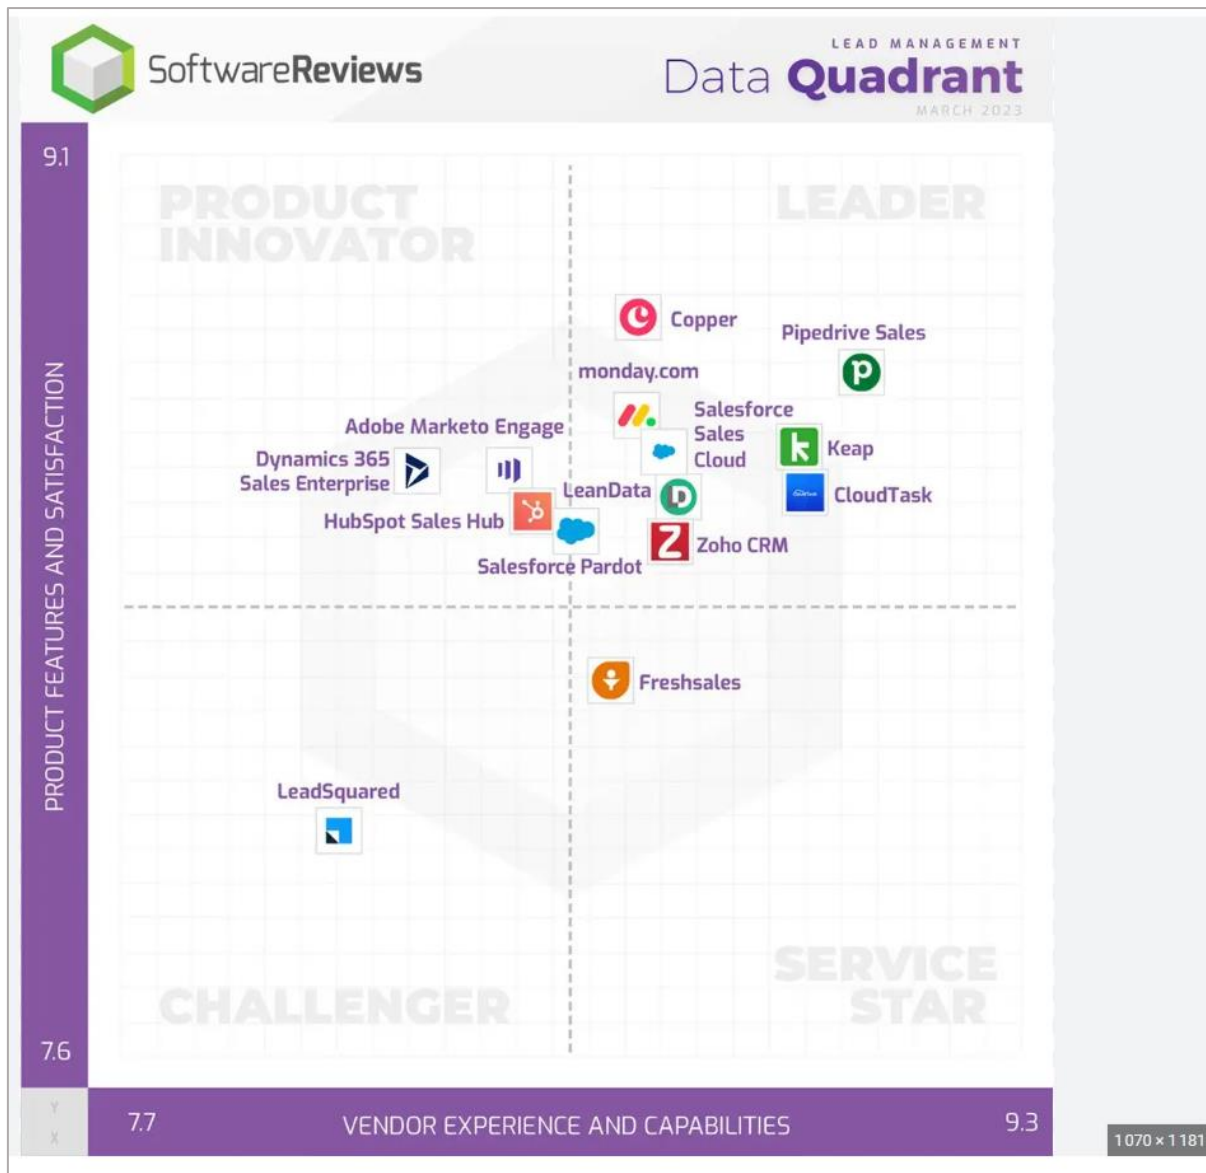 SoftwareReviews
LEAD MANAGEMENT
Data Quadrant
MARCH 2023
9.1
PRODUCT
INNOVATOR
LEADER
Copper
Pipedrive Sales
monday.com
Salesforce
Sales
Cloud
Adobe Marketo Engage
Keap
Dynamics 365
Sales Enterprise
LeanData
CloudTask
HubSpot Sales Hub
Zoho CRM
Salesforce Pardot
PRODUCT FEATURES AND SATISFACTION
Freshsales
LeadSquared
SERVICE
STAR
CHALLENGER
7.6
Y
X
7.7
VENDOR EXPERIENCE AND CAPABILITIES
9.3
1070 × 1181